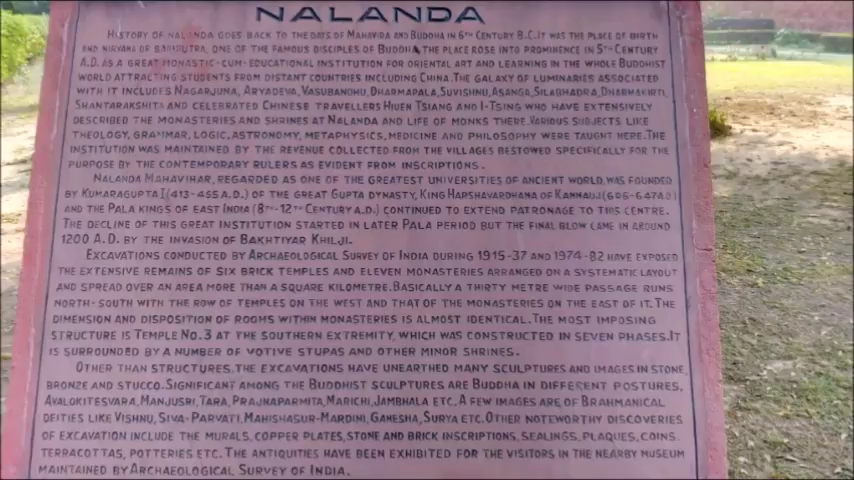 NALANDA
HISTORY OF NALANDA GOES BACK TO THE DAYS OF MAHAVIRA AND BUDDHA IN 6TH CENTURY B.C. IT WAS THE PLACE OF BIRTH
AND NIRVANA OF SARIPUTRA, ONE OF THE FAMOUS DISCIPLES OF BUDDHA. THE PLACE ROSE INTO PROMINENCE IN 5TH CENTURY
A.D. AS A GREAT MONASTIC-CUM-EDUCATIONAL INSTITUTION FOR ORIENTAL ART AND LEARNING IN THE WHOLE BUDDHIST
WORLD ATTRACTING STUDENTS FROM DISTANT COUNTRIES INCLUDING CHINA. THE GALAXY OF LUMINARIES ASSOCIATED
WITH IT INCLUDES NAGARJUNA, ARYADEVA, VASUBANDHU, DHARMAPALA, SUVISHNU, ASANGA, SILABHADRA, DHARMAKIRTI,
SHANTARAKSHITA AND CELEBRATED CHINESE TRAVELLERS HIUEN TSIANG AND I-TSING WHO HAVE EXTENSIVELY
DESCRIBED THE MONASTERIES AND SHRINES AT NALANDA AND LIFE OF MONKS THERE. VARIOUS SUBJECTS LIKE
THEOLOGY, GRAMMAR, LOGIC, ASTRONOMY, METAPHYSICS, MEDICINE AND PHILOSOPHY WERE TAUGHT HERE. THE
INSTITUTION WAS MAINTAINED BY THE REVENUE COLLECTED FROM THE VILLAGES BESTOWED SPECIFICALLY FOR THE
PURPOSE BY THE CONTEMPORARY RULERS AS EVIDENT FROM INSCRIPTIONS.
NALANDA MAHAVIHAR, REGARDED AS ONE OF THE GREATEST UNIVERSITIES OF ANCIENT WORLD, WAS FOUNDED
BY KUMARAGUPTA I (413-455 A.D.) OF THE GREAT GUPTA DYNASTY, KING HARSHAVARDHANA OF KANNAUJ (606-647 A.D)
AND THE PALA KINGS OF EAST INDIA (8TH-12TH CENTURY A.D.) CONTINUED TO EXTEND PATRONAGE TO THIS CENTRE.
THE DECLINE OF THIS GREAT INSTITUTION STARTED IN LATER PALA PERIOD BUT THE FINAL BLOW CAME IN AROUND
1200 A.D. BY THE INVASION OF BAKHTIYAR KHILJI.
EXCAVATIONS CONDUCTED BY ARCHAEOLOGICAL SURVEY OF INDIA DURING 1915-37 AND 1974-82 HAVE EXPOSED
THE EXTENSIVE REMAINS OF SIX BRICK TEMPLES AND ELEVEN MONASTERIES ARRANGED ON A SYSTEMATIC LAYOUT
AND SPREAD OVER AN AREA MORE THAN A SQUARE KILOMETRE. BASICALLY A THIRTY METRE WIDE PASSAGE RUNS
NORTH-SOUTH WITH THE ROW OF TEMPLES ON THE WEST AND THAT OF THE MONASTERIES ON THE EAST OF IT. THE
DIMENSION AND DISPOSITION OF ROOMS WITHIN MONASTERIES IS ALMOST IDENTICAL. THE MOST IMPOSING
STRUCTURE IS TEMPLE NO.3 AT THE SOUTHERN EXTREMITY, WHICH WAS CONSTRUCTED IN SEVEN PHASES. IT
IS SURROUNDED BY A NUMBER OF VOTIVE STUPAS AND OTHER MINOR SHRINES.
OTHER THAN STRUCTURES, THE EXCAVATIONS HAVE UNEARTHED MANY SCULPTURES AND IMAGES IN STONE,
BRONZE AND STUCCO. SIGNIFICANT AMONG THE BUDDHIST SCULPTURES ARE BUDDHA IN DIFFERENT POSTURES,
AVALOKITESVARA, MANJUSRI, TARA, PRAJNAPARMITA, MARICHI, JAMBHALA ETC. A FEW IMAGES ARE OF BRAHMANICAL
DEITIES LIKE VISHNU, SIVA-PARVATI, MAHISHASUR-MARDINI, GANESHA, SURYA ETC. OTHER NOTEWORTHY DISCOVERIES
OF EXCAVATION INCLUDE THE MURALS, COPPER PLATES, STONE AND BRICK INSCRIPTIONS, SEALINGS, PLAQUES, COINS,
TERRACOTTAS, POTTERIES ETC. THE ANTIQUITIES HAVE BEEN EXHIBITED FOR THE VISITORS IN THE NEARBY MUSEUM
MAINTAINED BY ARCHAEOLOGICAL SURVEY OF INDIA.